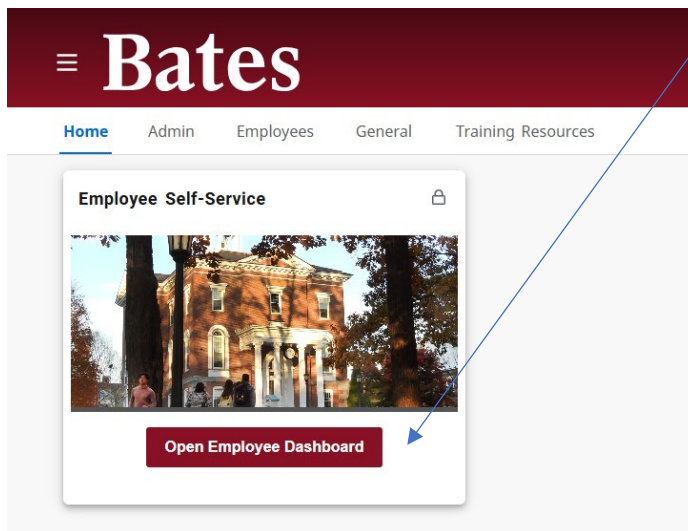 Bates
Home Admin Employees General Training Resources
Employee Self-Service
Open Employee Dashboard